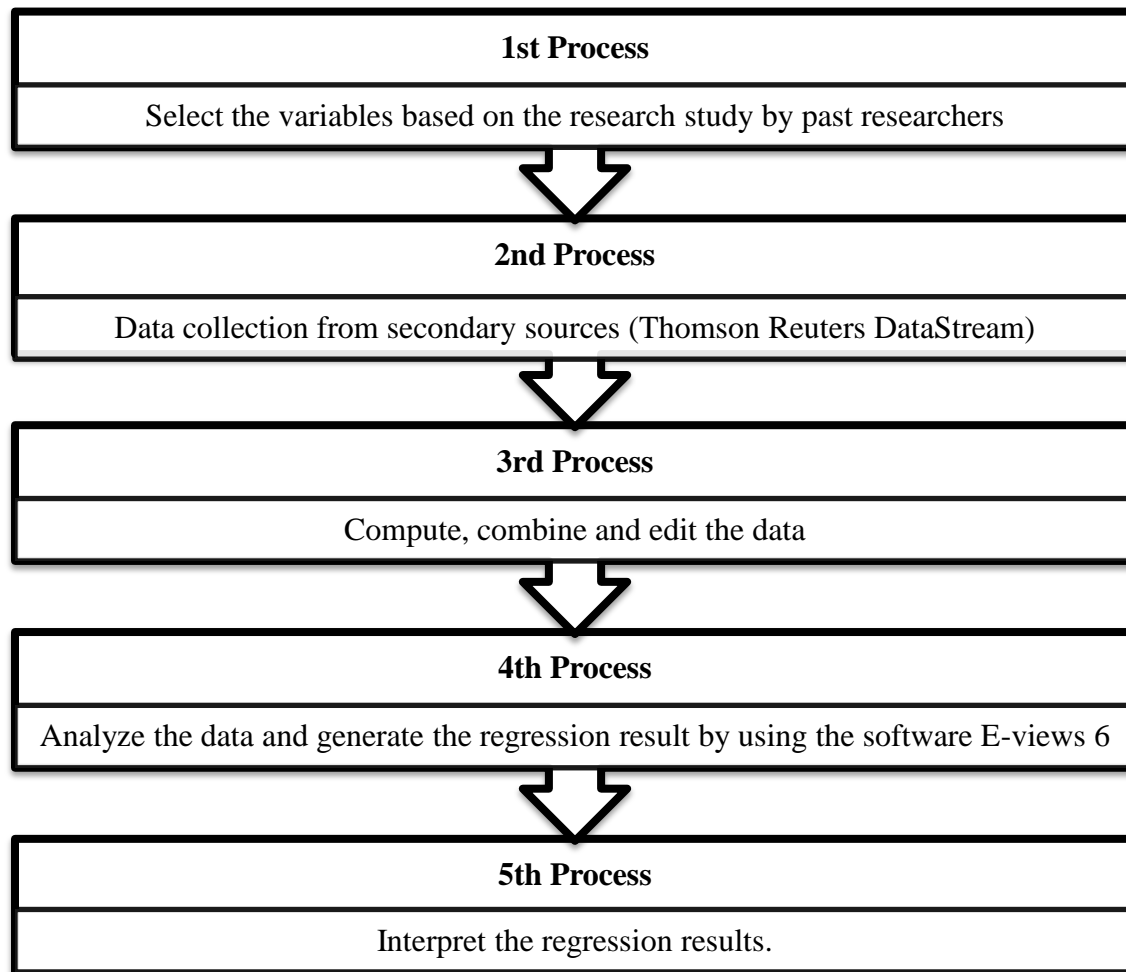 1st Process
Select the variables based on the research study by past researchers
2nd Process
Data collection from secondary sources (Thomson Reuters DataStream)
3rd Process
Compute, combine and edit the data
4th Process
Analyze the data and generate the regression result by using the software E-views 6
5th Process
Interpret the regression results.